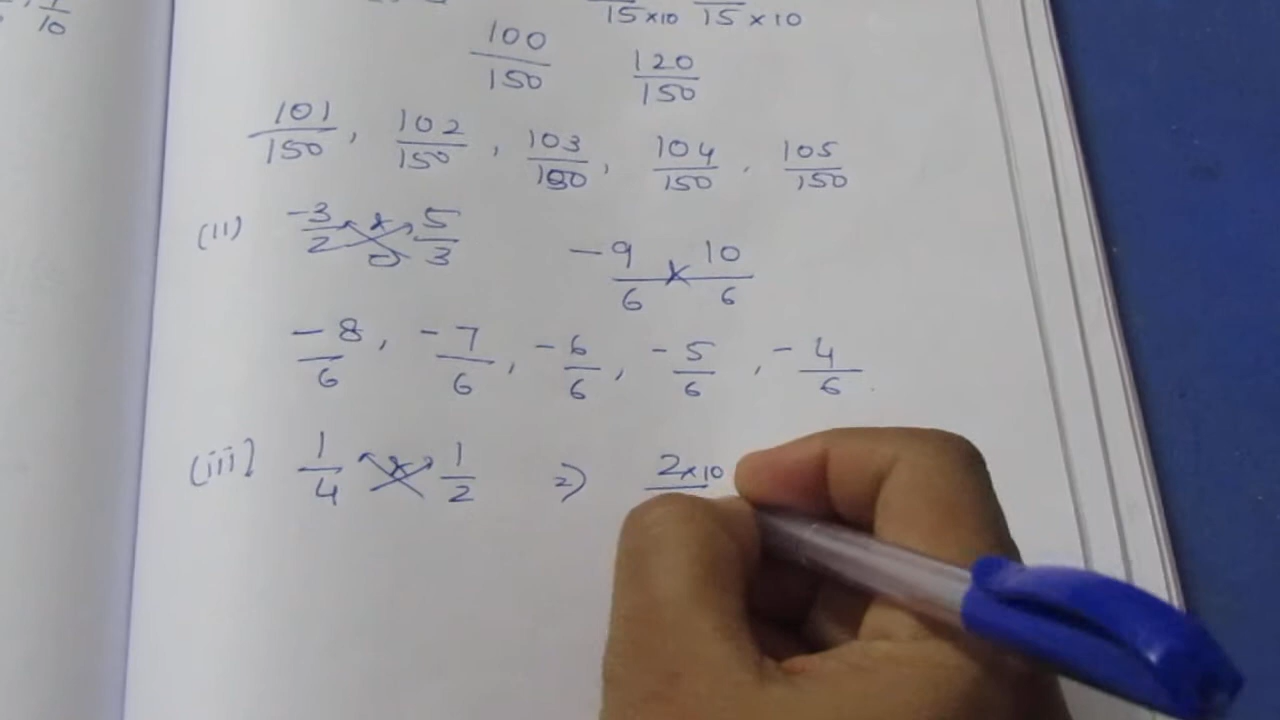 1/10
15×10 15×10
100/150 120/150
101/150, 102/150, 103/150, 104/150, 105/150
(ii) -3/2 × 5/3 -9/6 × 10/6
-8/6, -7/6, -6/6, -5/6, -4/6
(iii) 1/4 × 1/2 ⇒ 2×10